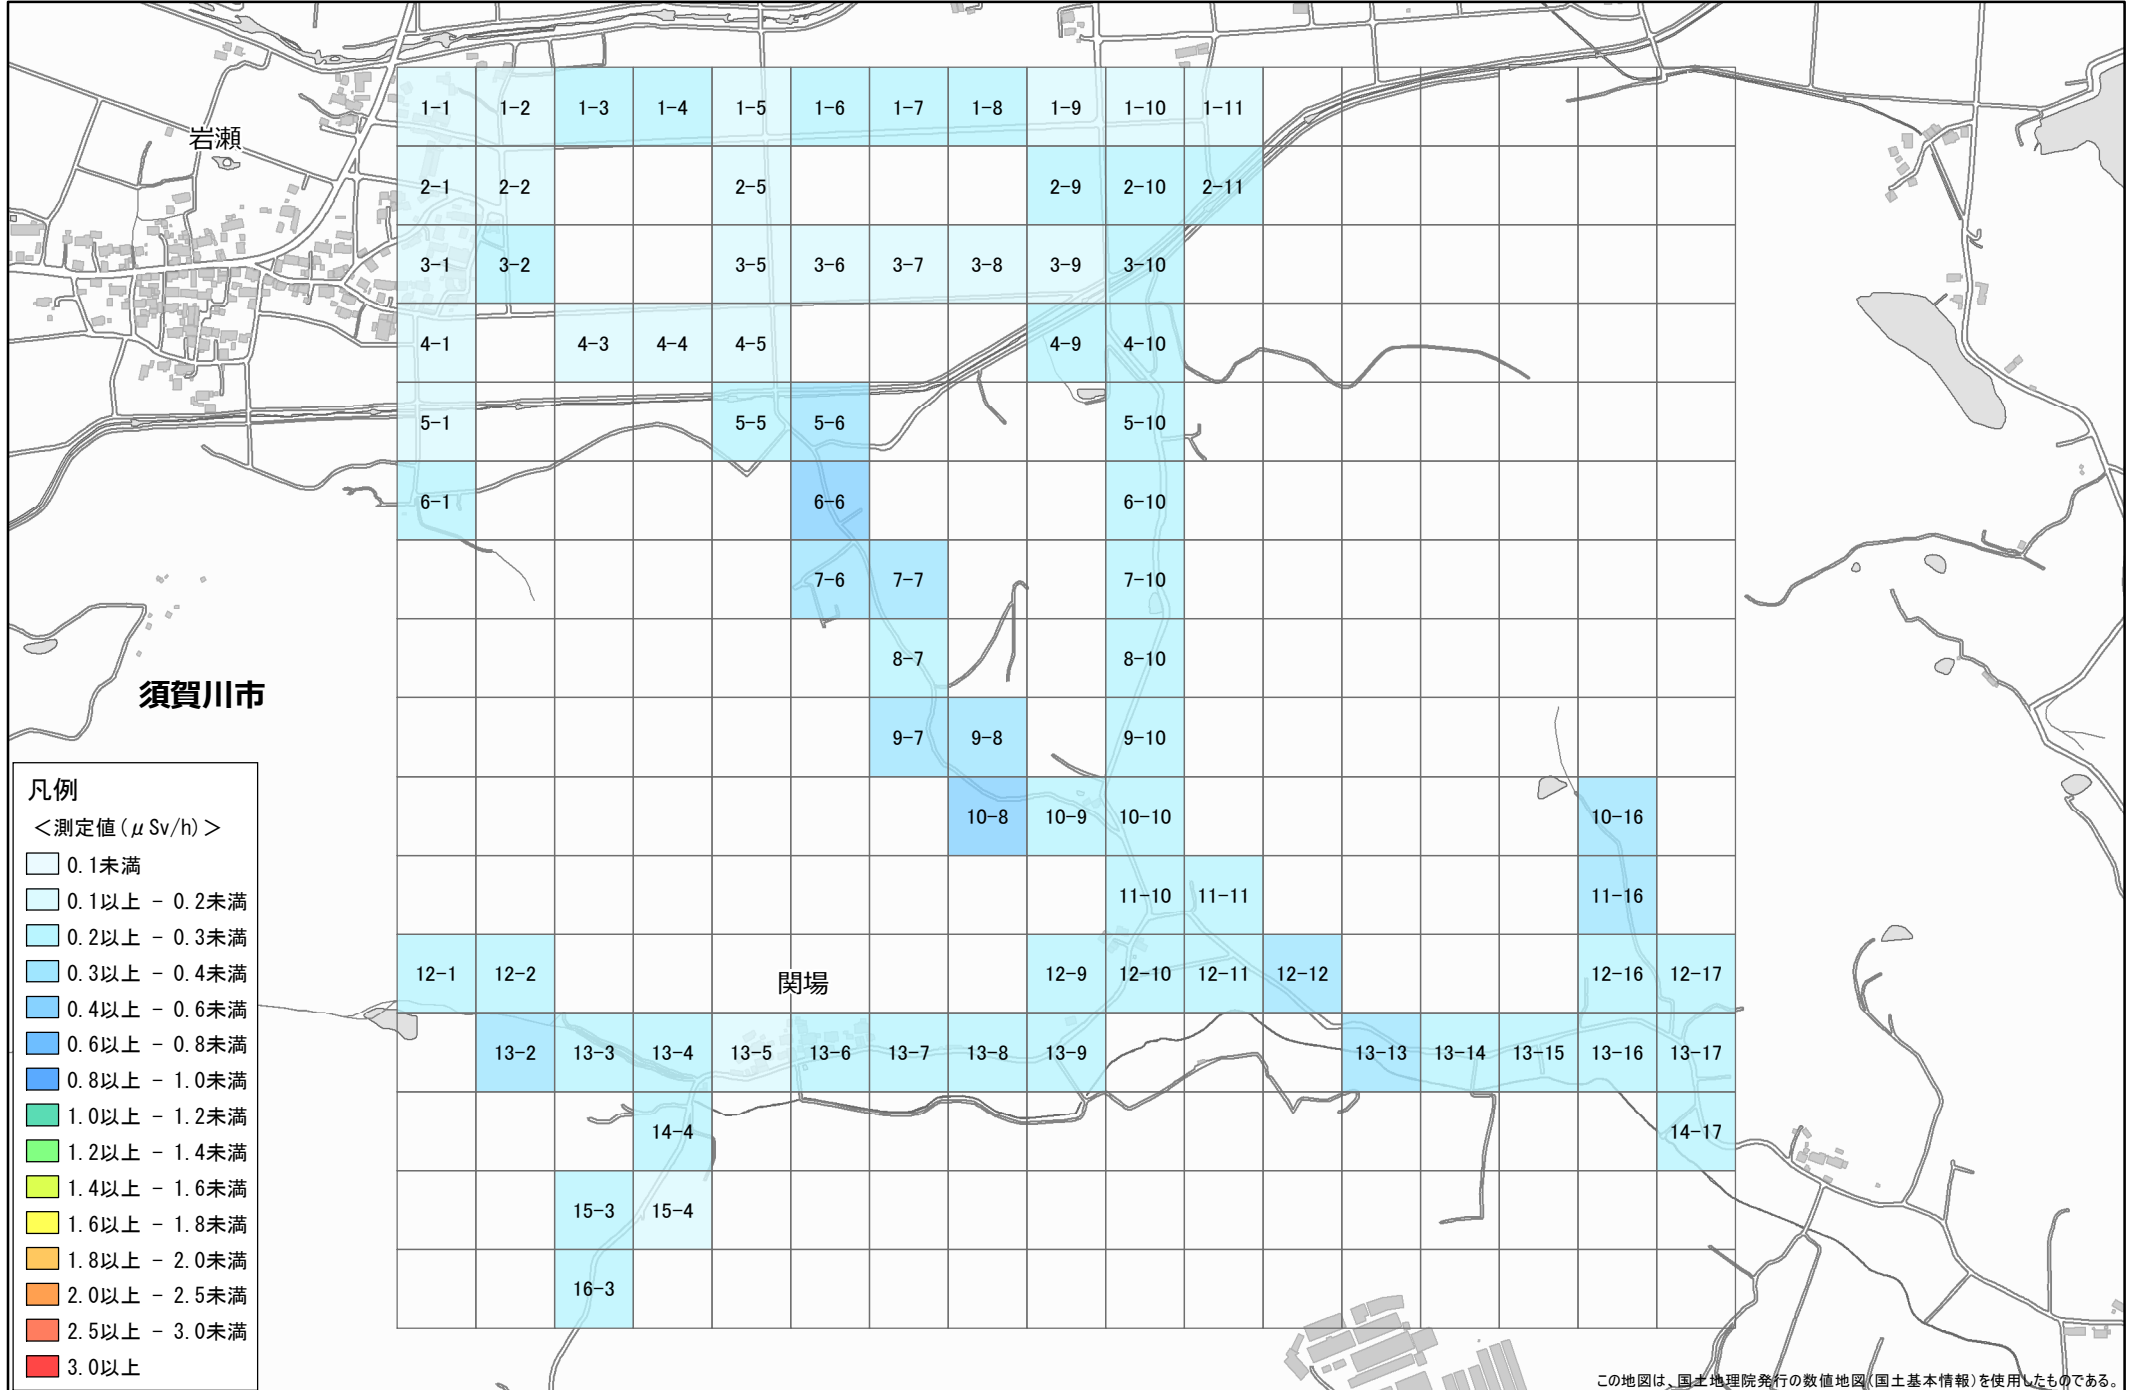 1-1 1-2 1-3 1-4 1-5 1-6 1-7 1-8 1-9 1-10 1-11
岩瀬
2-1 2-2 2-5 2-9 2-10 2-11
3-1 3-2 3-5 3-6 3-7 3-8 3-9 3-10
4-1 4-3 4-4 4-5 4-9 4-10
5-1 5-5 5-6 5-10
6-1 6-6 6-10
7-6 7-7 7-10
8-7 8-10
須賀川市
9-7 9-8 9-10
10-8 10-9 10-10 10-16
11-10 11-11 11-16
12-1 12-2 12-9 12-10 12-11 12-12 12-16 12-17
関場
13-2 13-3 13-4 13-5 13-6 13-7 13-8 13-9 13-13 13-14 13-15 13-16 13-17
14-4 14-17
15-3 15-4
16-3
凡例
＜測定値(μSv/h)＞
0.1未満
0.1以上 - 0.2未満
0.2以上 - 0.3未満
0.3以上 - 0.4未満
0.4以上 - 0.6未満
0.6以上 - 0.8未満
0.8以上 - 1.0未満
1.0以上 - 1.2未満
1.2以上 - 1.4未満
1.4以上 - 1.6未満
1.6以上 - 1.8未満
1.8以上 - 2.0未満
2.0以上 - 2.5未満
2.5以上 - 3.0未満
3.0以上
この地図は、国土地理院発行の数値地図(国土基本情報)を使用したものである。